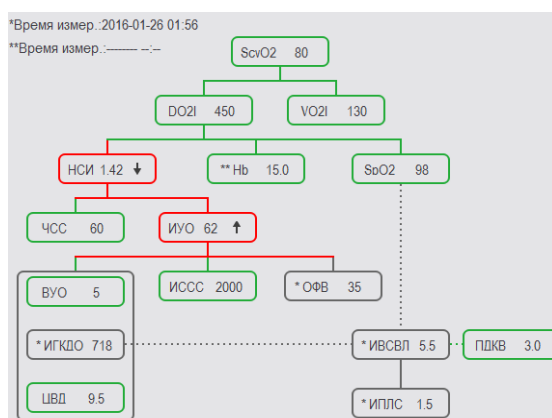 *Время измер.:2016-01-26 01:56
**Время измер.:-------- --:--
ScvO2 80
DO2I 450
VO2I 130
НСИ 1.42 ↓
** Hb 15.0
SpO2 98
ЧСС 60
ИУО 62 ↑
ВУО 5
ИССС 2000
* ОФВ 35
* ИГКДО 718
* ИВСВЛ 5.5
ПДКВ 3.0
ЦВД 9.5
* ИПЛС 1.5